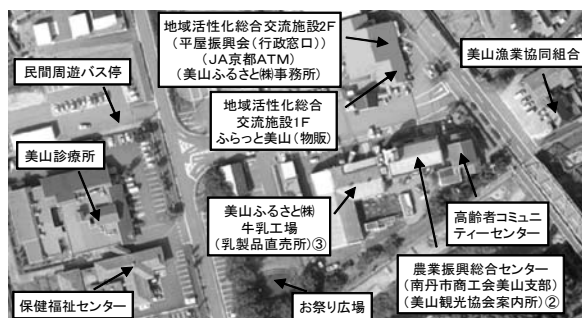 地域活性化総合交流施設2F
(平屋振興会(行政窓口))
(JA京都ATM)
(美山ふるさと㈱事務所)
美山漁業協同組合
民間周遊バス停
地域活性化総合
交流施設1F
ふらっと美山(物販)
美山診療所
美山ふるさと㈱
牛乳工場
(乳製品直売所)③
高齢者コミュニ
ティーセンター
農業振興総合センター
(南丹市商工会美山支部)
(美山観光協会案内所)②
保健福祉センター
お祭り広場